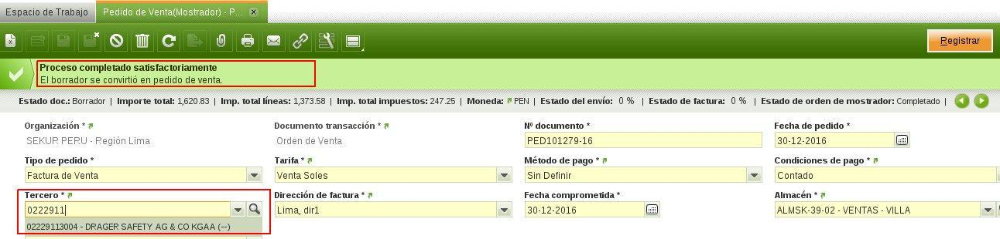 Espacio de Trabajo Pedido de Venta(Mostrador) - P... x
Registrar
Proceso completado satisfactoriamente
El borrador se convirtió en pedido de venta.
Estado doc.: Borrador | Importe total: 1,620.83 | Imp. total líneas: 1,373.58 | Imp. total impuestos: 247.25 | Moneda: PEN | Estado del envío: 0 % | Estado de factura: 0 % | Estado de orden de mostrador: Completado |
Organización * Documento transacción * Nº documento * Fecha de pedido *
SEKUR PERU - Región Lima Orden de Venta PED101279-16 30-12-2016
Tipo de pedido * Tarifa * Método de pago * Condiciones de pago *
Factura de Venta Venta Soles Sin Definir Contado
Tercero * Dirección de factura * Fecha comprometida * Almacén *
0222911 Lima, dir1 30-12-2016 ALMSK-39-02 - VENTAS - VILLA
02229113004 - DRAGER SAFETY AG & CO KGAA (--)